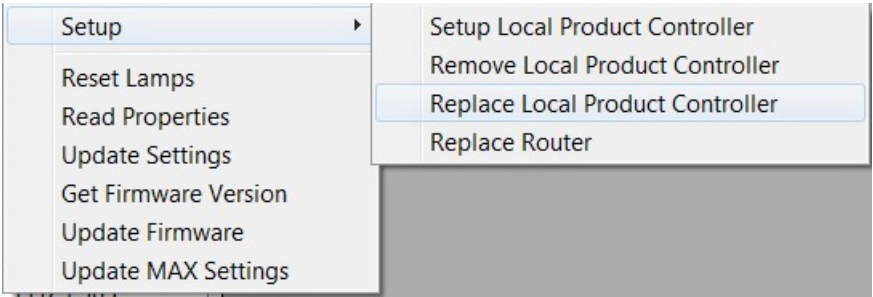 Setup
Reset Lamps
Read Properties
Update Settings
Get Firmware Version
Update Firmware
Update MAX Settings
Setup Local Product Controller
Remove Local Product Controller
Replace Local Product Controller
Replace Router